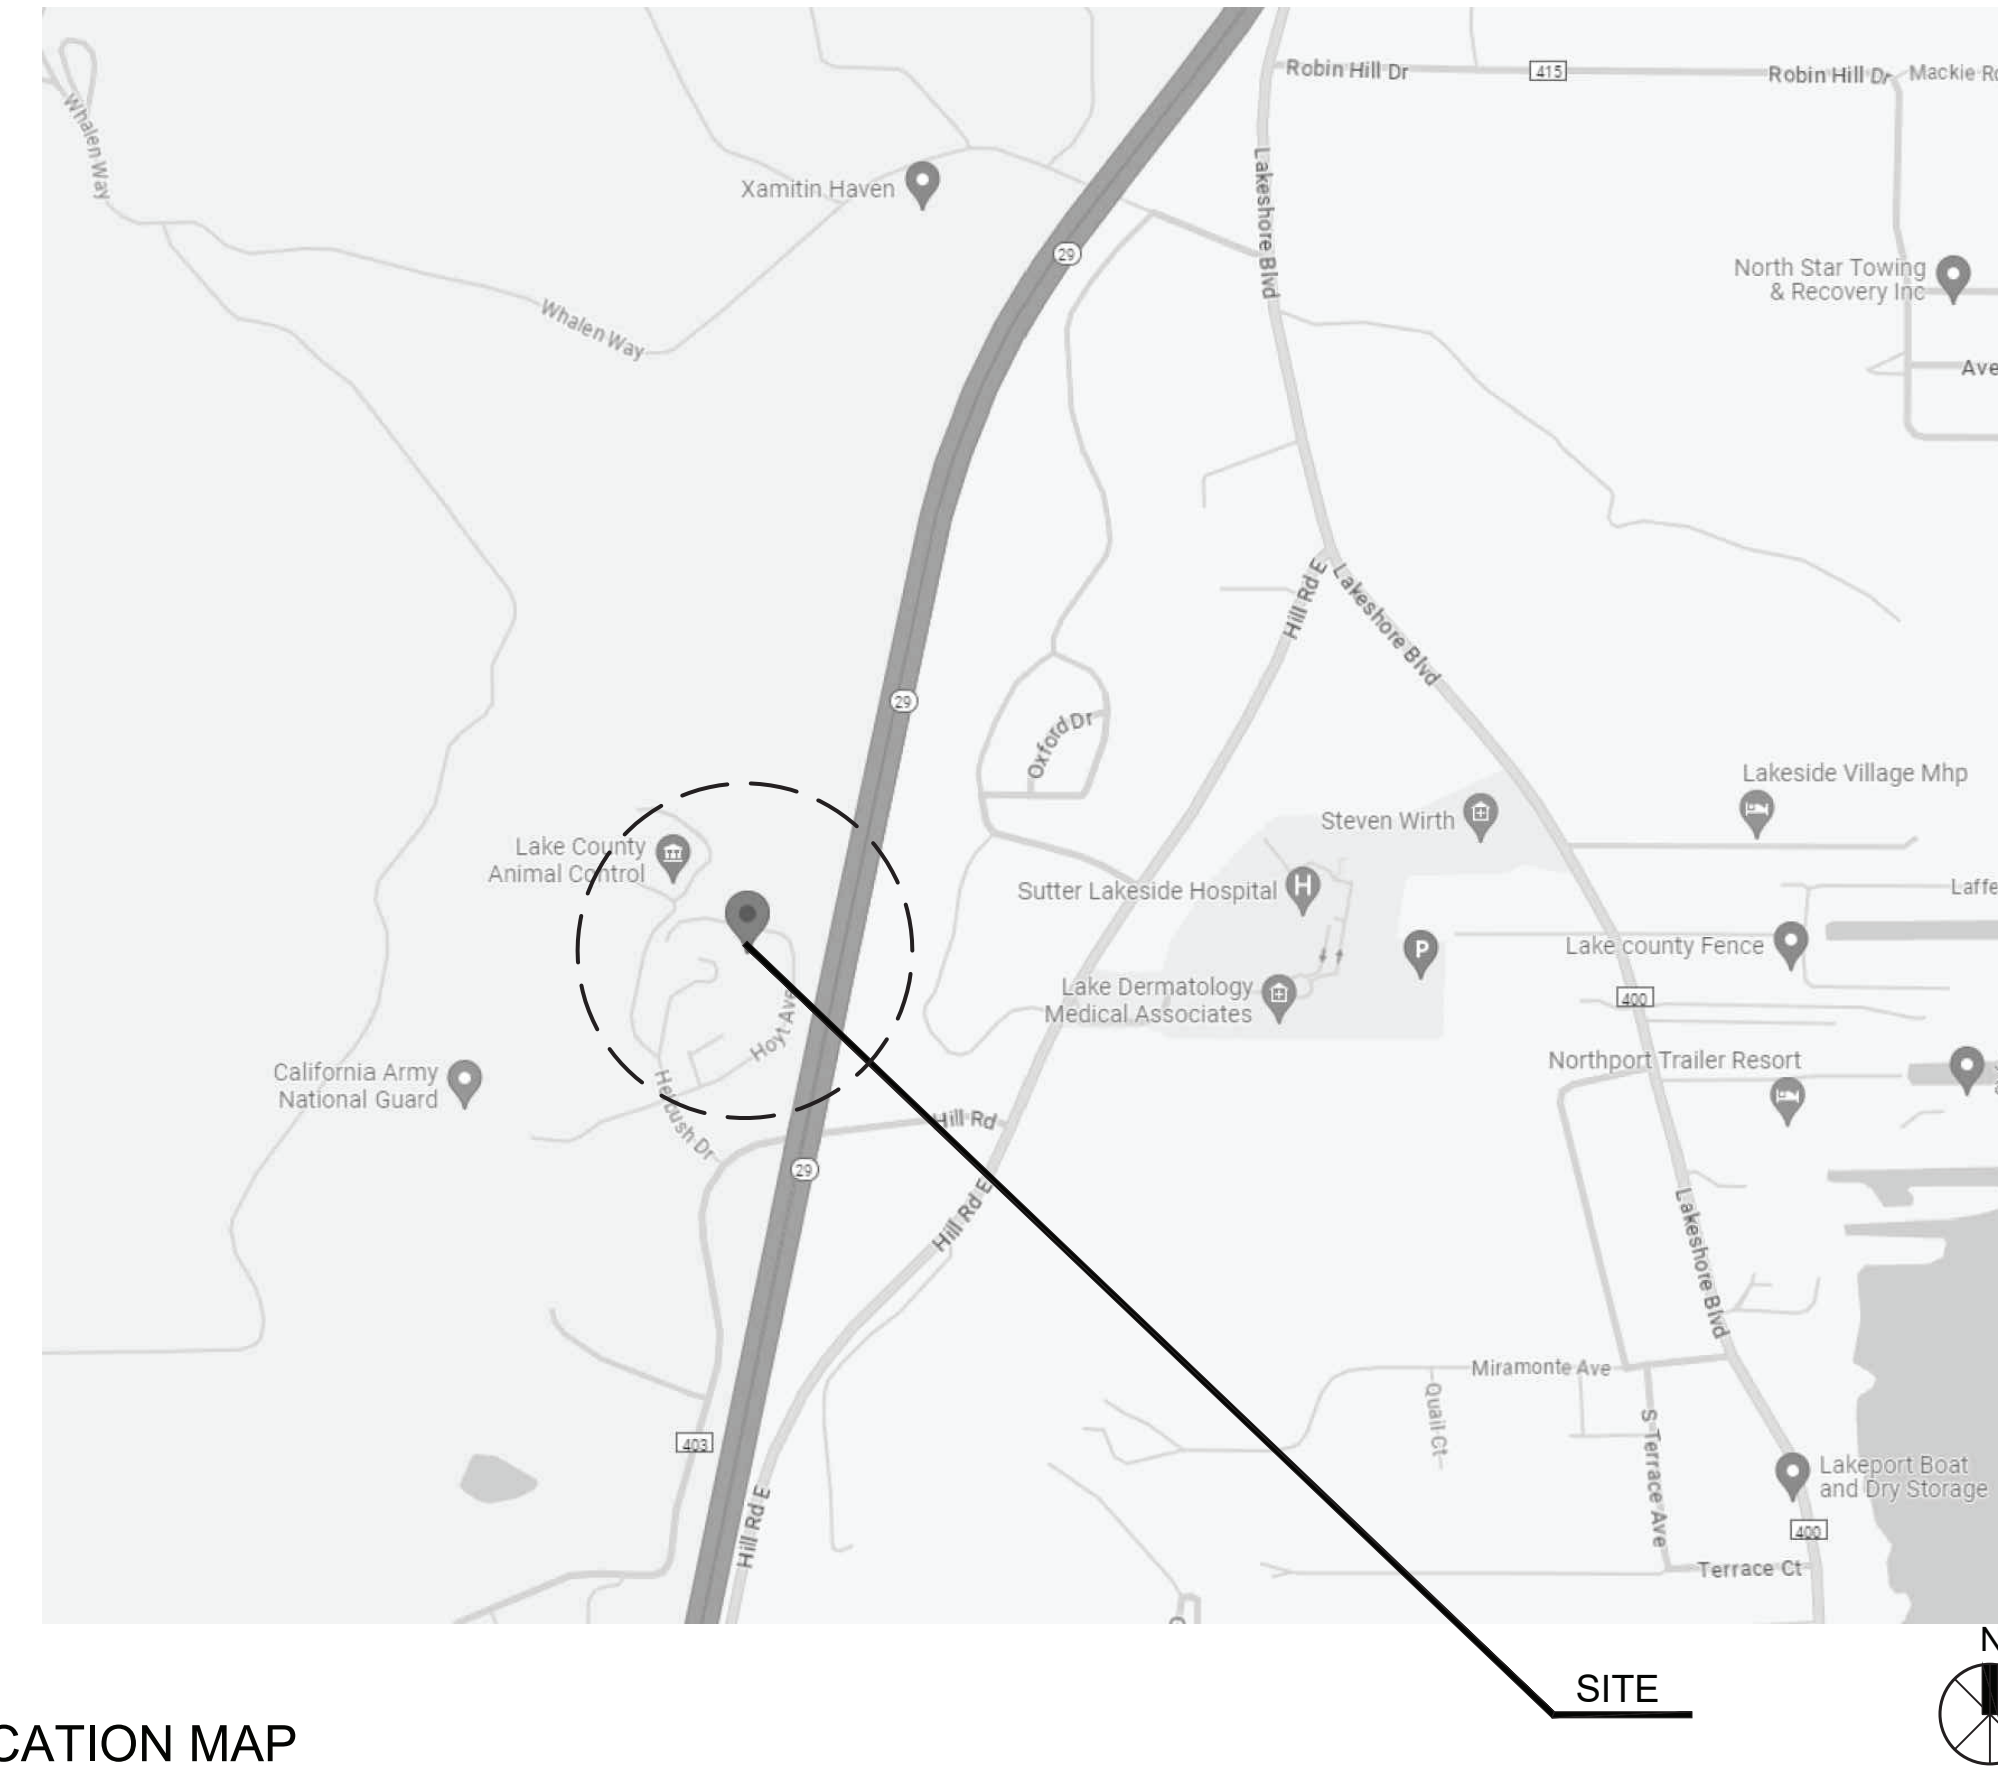 Robin Hill Dr
415
Robin Hill Dr
Mackie
Whalen Way
Lakeshore Blvd
Xamitin Haven
29
North Star Towing
& Recovery Inc
Whalen Way
Ave
Hill Rd E
Lakeshore Blvd
29
Oxford Dr
Lakeside Village Mhp
Steven Wirth
Lake County
Animal Control
Sutter Lakeside Hospital
H
Laffe
P
Lake county Fence
Lake Dermatology
Medical Associates
400
Hoyt Ave
California Army
National Guard
Northport Trailer Resort
Helbush Dr
Hill Rd
29
Hill Rd E
Lakeshore Blvd
Miramonte Ave
Quail Ct
S Terrace Ave
403
Lakeport Boat
and Dry Storage
Hill Rd E
400
Terrace Ct
N
SITE
CATION MAP